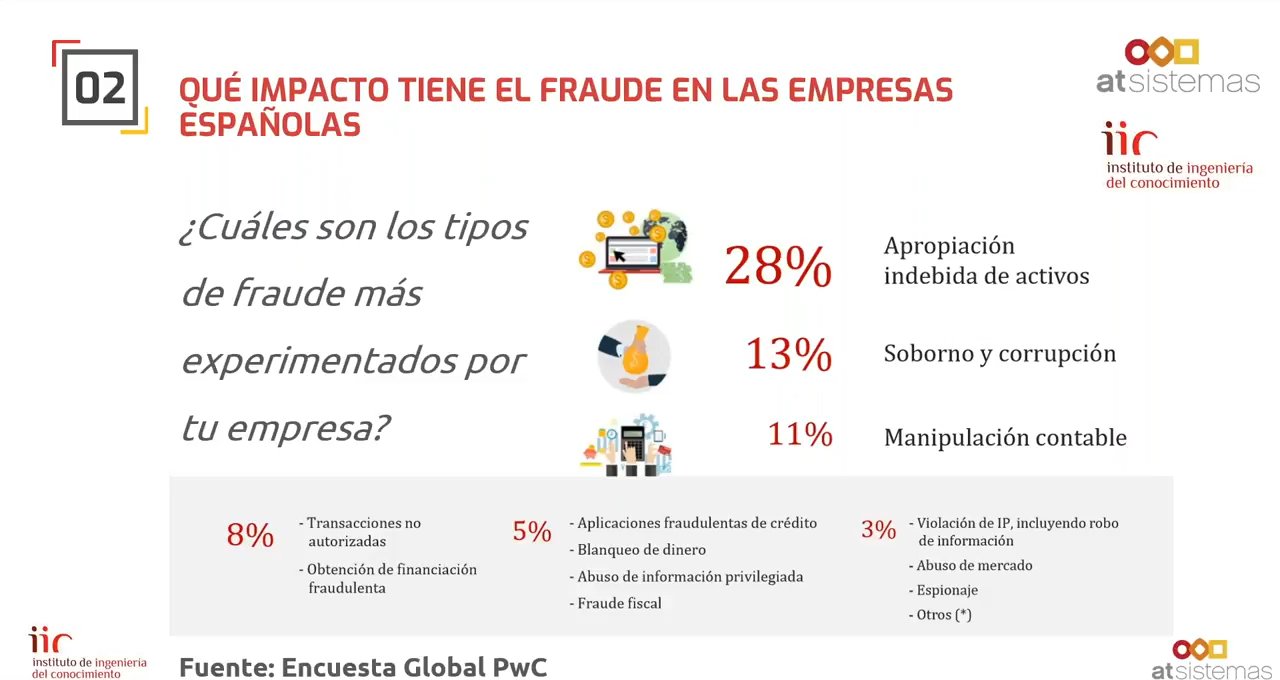 02
QUÉ IMPACTO TIENE EL FRAUDE EN LAS EMPRESAS
ESPAÑOLAS
atsistemas
iic
instituto de ingeniería
del conocimiento
¿Cuáles son los tipos
de fraude más
experimentados por
tu empresa?
28%
Apropiación
indebida de activos
13%
Soborno y corrupción
11%
Manipulación contable
8%
- Transacciones no
autorizadas
- Obtención de financiación
fraudulenta
5%
- Aplicaciones fraudulentas de crédito
- Blanqueo de dinero
- Abuso de información privilegiada
- Fraude fiscal
3%
- Violación de IP, incluyendo robo
de información
- Abuso de mercado
- Espionaje
- Otros (*)
iic
instituto de ingeniería
del conocimiento
Fuente: Encuesta Global PwC
atsistemas